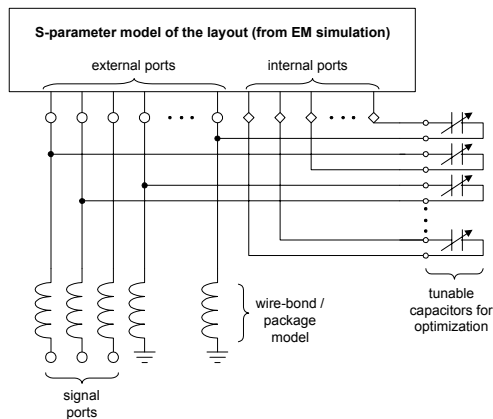 S-parameter model of the layout (from EM simulation)
external ports
internal ports
wire-bond /
package
model
tunable
capacitors for
optimization
signal
ports